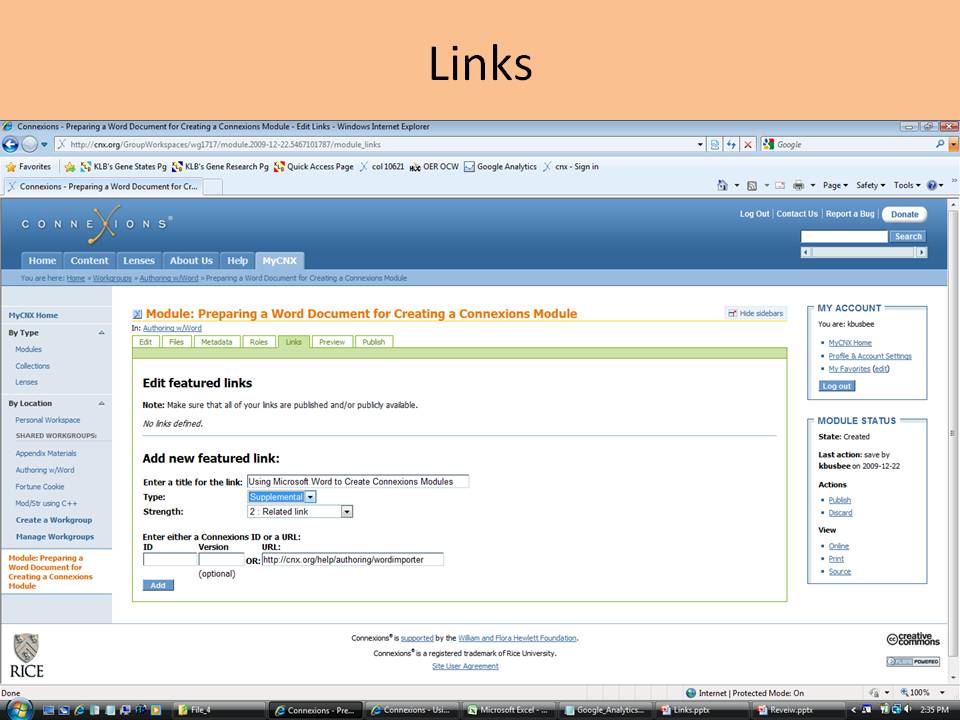 Links
Connexions - Preparing a Word Document for Creating a Connexions Module - Edit Links - Windows Internet Explorer
http://cnx.org/GroupWorkspaces/wg1717/module.2009-12-22.5467101787/module_links
Google
Favorites KLB's Gene States Pg KLB's Gene Research Pg Quick Access Page col 10621 OER OCW Google Analytics cnx - Sign in
Connexions - Preparing a Word Document for Cr...
Page Safety Tools
CONNEXIONS®
Log Out | Contact Us | Report a Bug Donate
Search
Home Content Lenses About Us Help MyCNX
You are here: Home » Workgroups » Authoring w/Word » Preparing a Word Document for Creating a Connexions Module
MyCNX Home
By Type
Modules
Collections
Lenses
By Location
Personal Workspace
SHARED WORKGROUPS:
Appendix Materials
Authoring w/Word
Fortune Cookie
Mod/Str using C++
Create a Workgroup
Manage Workgroups
Module: Preparing a
Word Document for
Creating a Connexions
Module
Module: Preparing a Word Document for Creating a Connexions Module
Hide sidebars
In: Authoring w/Word
Edit Files Metadata Roles Links Preview Publish
Edit featured links
Note: Make sure that all of your links are published and/or publicly available.
No links defined.
Add new featured link:
Enter a title for the link: Using Microsoft Word to Create Connexions Modules
Type: Supplemental
Strength: 2 : Related link
Enter either a Connexions ID or a URL:
ID Version URL:
OR: http://cnx.org/help/authoring/wordimporter
(optional)
Add
MY ACCOUNT
You are: kbusbee
MyCNX Home
Profile & Account Settings
My Favorites (edit)
Log out
MODULE STATUS
State: Created
Last action: save by
kbusbee on 2009-12-22
Actions
Publish
Discard
View
Online
Print
Source
RICE
Connexions® is supported by the William and Flora Hewlett Foundation.
Connexions® is a registered trademark of Rice University.
Site User Agreement
cc creative commons
PLONE POWERED
Done
Internet | Protected Mode: On
100%
File_4 Connexions - Pre... Connexions - Usi... Microsoft Excel - ... Google_Analytics... Links.pptx Reveiw.pptx 2:35 PM